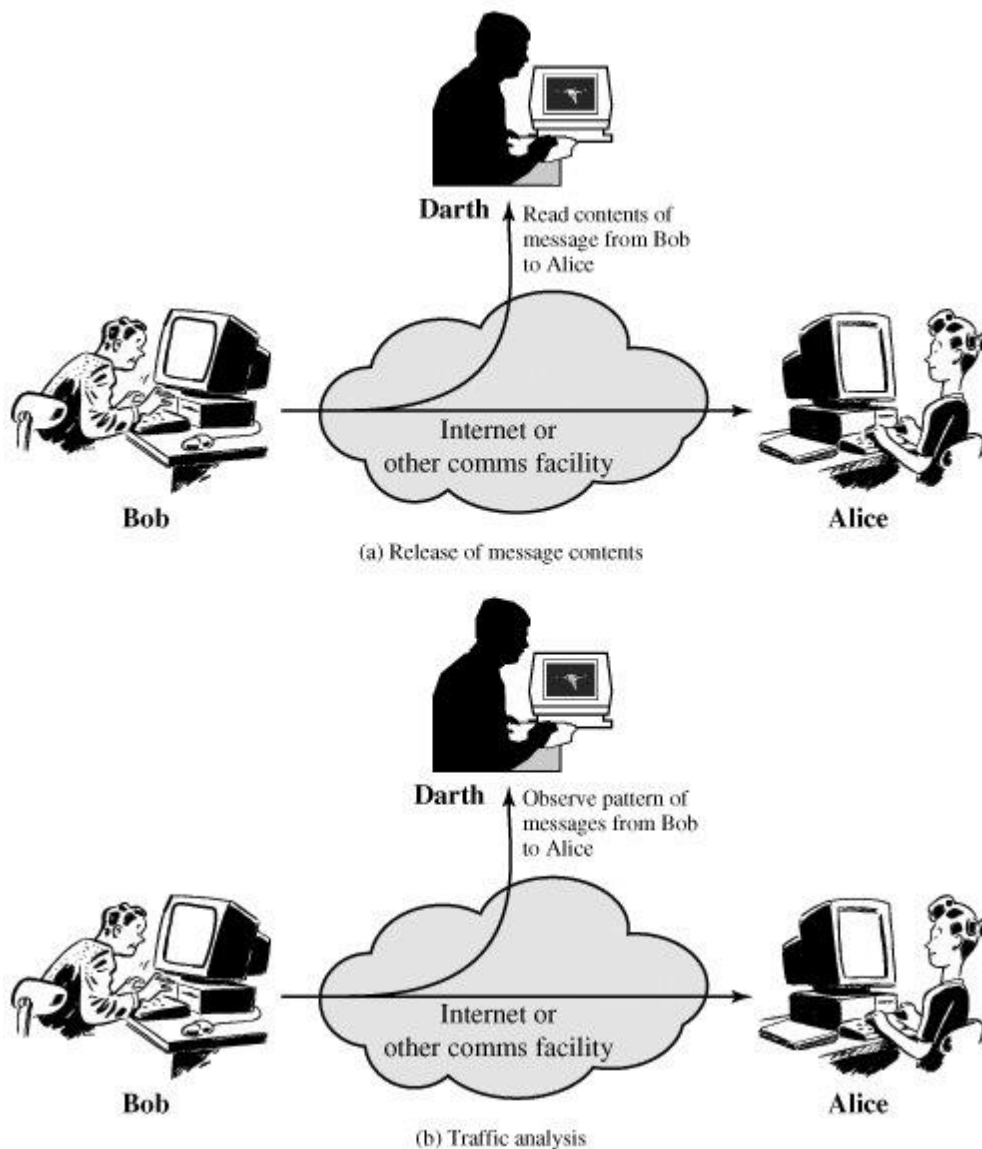 Darth
Read contents of
message from Bob
to Alice
Internet or
other comms facility
Bob
Alice
(a) Release of message contents
Darth
Observe pattern of
messages from Bob
to Alice
Internet or
other comms facility
Bob
Alice
(b) Traffic analysis